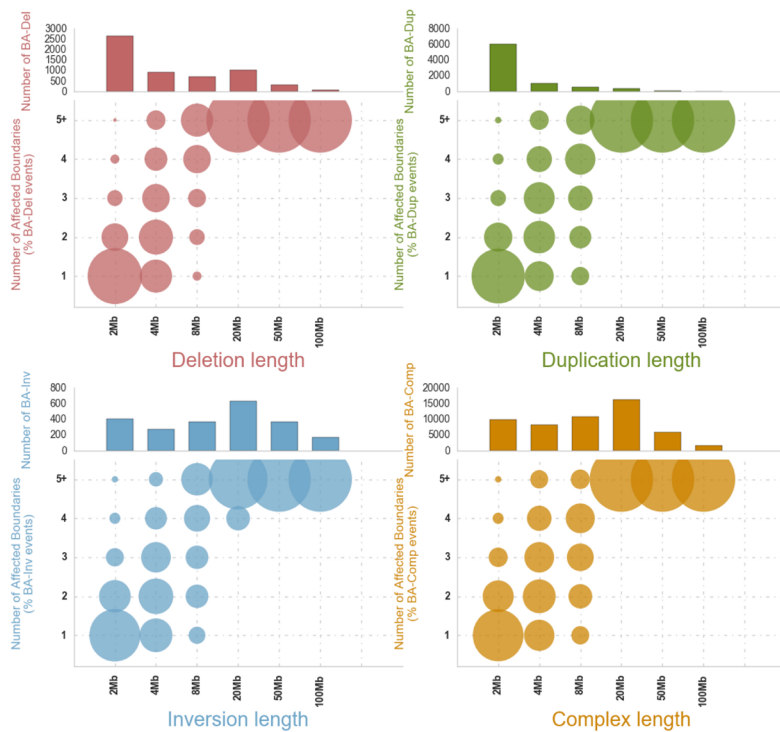 Number of BA-Del
3000
2500
2000
1500
1000
500
0
Number of Affected Boundaries
(% BA-Del events)
5+
4
3
2
1
2Mb
4Mb
8Mb
20Mb
50Mb
100Mb
Deletion length
Number of BA-Dup
8000
6000
4000
2000
0
Number of Affected Boundaries
(% BA-Dup events)
5+
4
3
2
1
2Mb
4Mb
8Mb
20Mb
50Mb
100Mb
Duplication length
Number of BA-Inv
800
600
400
200
0
Number of Affected Boundaries
(% BA-Inv events)
5+
4
3
2
1
2Mb
4Mb
8Mb
20Mb
50Mb
100Mb
Inversion length
Number of BA-Comp
20000
15000
10000
5000
0
Number of Affected Boundaries
(% BA-Comp events)
5+
4
3
2
1
2Mb
4Mb
8Mb
20Mb
50Mb
100Mb
Complex length